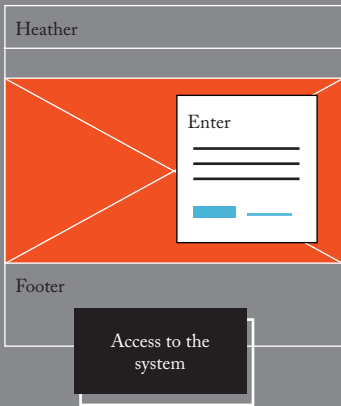 Heather
Enter
Footer
Access to the
system